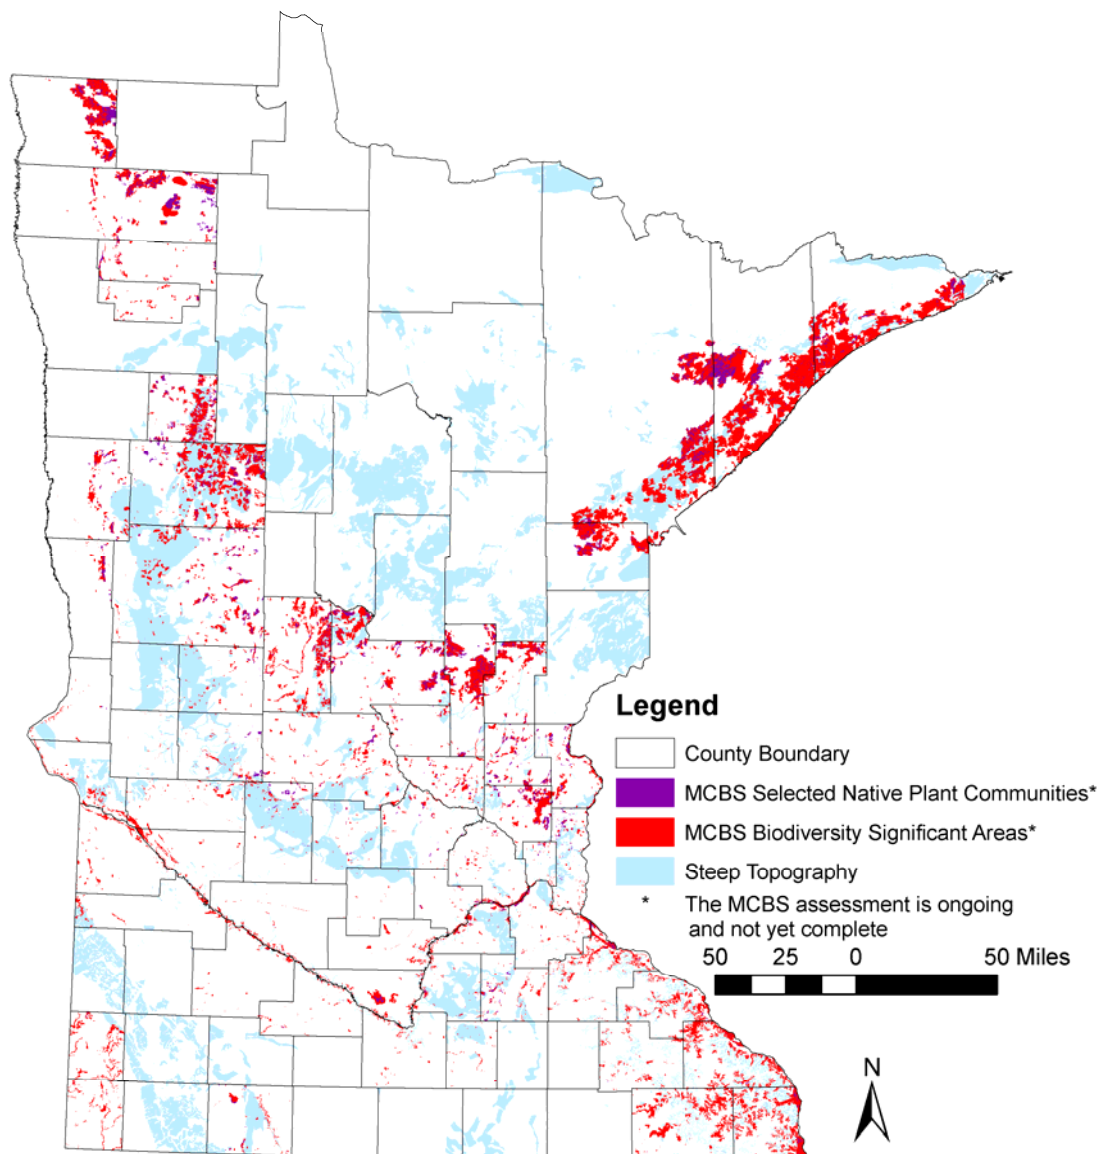 Legend
County Boundary
MCBS Selected Native Plant Communities*
MCBS Biodiversity Significant Areas*
Steep Topography
* The MCBS assessment is ongoing
and not yet complete
50 25 0 50 Miles
N